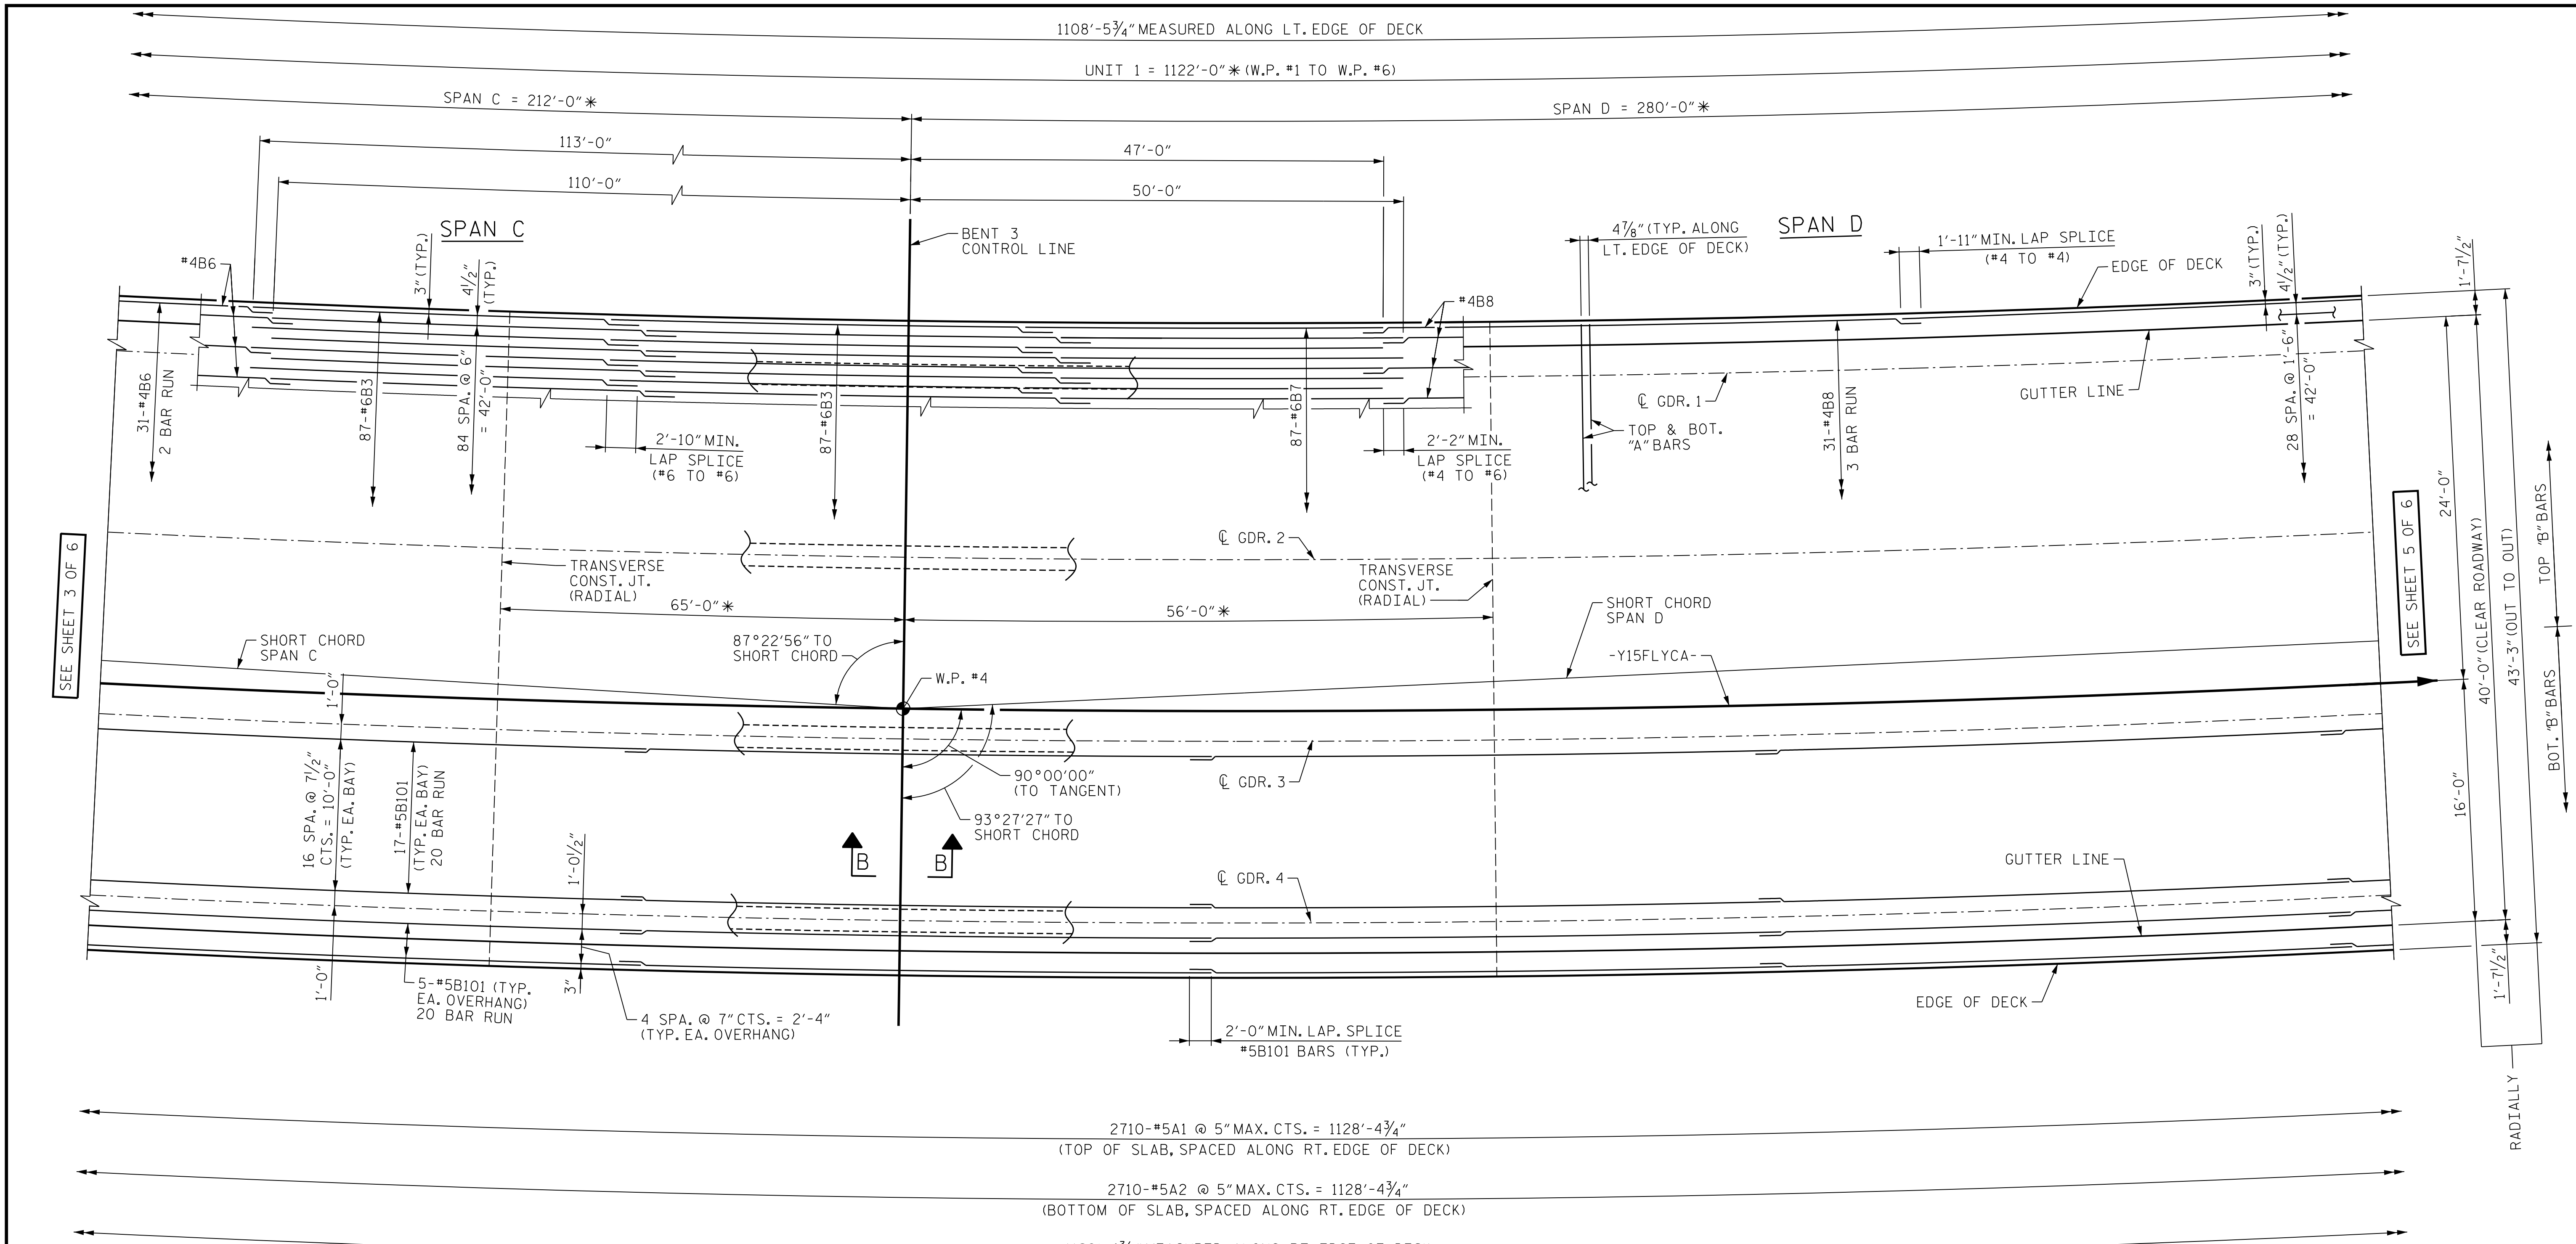 1108'-5¾" MEASURED ALONG LT. EDGE OF DECK
UNIT 1 = 1122'-0"* (W.P. #1 TO W.P. #6)
SPAN C = 212'-0"*
SPAN D = 280'-0"*
113'-0"
47'-0"
110'-0"
50'-0"
SPAN C
BENT 3
CONTROL LINE
4⅞" (TYP. ALONG
LT. EDGE OF DECK)
SPAN D
1'-11" MIN. LAP SPLICE
(#4 TO #4)
EDGE OF DECK
3" (TYP.)
4½" (TYP.)
1'-7½"
#4B6
3" (TYP.)
4½"
(TYP.)
#4B8
31-#4B6
2 BAR RUN
87-#6B3
84 SPA. @ 6"
= 42'-0"
2'-10" MIN.
LAP SPLICE
(#6 TO #6)
87-#6B3
87-#6B7
2'-2" MIN.
LAP SPLICE
(#4 TO #6)
℄ GDR. 1
TOP & BOT.
"A" BARS
31-#4B8
3 BAR RUN
GUTTER LINE
28 SPA. @ 1'-6"
= 42'-0"
24'-0"
40'-0" (CLEAR ROADWAY)
43'-3" (OUT TO OUT)
TOP "B" BARS
BOT. "B" BARS
SEE SHEET 3 OF 6
SEE SHEET 5 OF 6
℄ GDR. 2
TRANSVERSE
CONST. JT.
(RADIAL)
TRANSVERSE
CONST. JT.
(RADIAL)
65'-0"*
56'-0"*
SHORT CHORD
SPAN D
SHORT CHORD
SPAN C
87°22'56" TO
SHORT CHORD
-Y15FLYCA-
W.P. #4
1'-0"
16 SPA. @ 7½"
CTS. = 10'-0"
(TYP. EA. BAY)
17-#5B101
(TYP. EA. BAY)
20 BAR RUN
90°00'00"
(TO TANGENT)
℄ GDR. 3
93°27'27" TO
SHORT CHORD
16'-0"
1'-0½"
B
B
℄ GDR. 4
GUTTER LINE
1'-0"
5-#5B101 (TYP.
EA. OVERHANG)
20 BAR RUN
3"
4 SPA. @ 7" CTS. = 2'-4"
(TYP. EA. OVERHANG)
EDGE OF DECK
1'-7½"
2'-0" MIN. LAP. SPLICE
#5B101 BARS (TYP.)
RADIALLY
2710-#5A1 @ 5" MAX. CTS. = 1128'-4¾"
(TOP OF SLAB, SPACED ALONG RT. EDGE OF DECK)
2710-#5A2 @ 5" MAX. CTS. = 1128'-4¾"
(BOTTOM OF SLAB, SPACED ALONG RT. EDGE OF DECK)